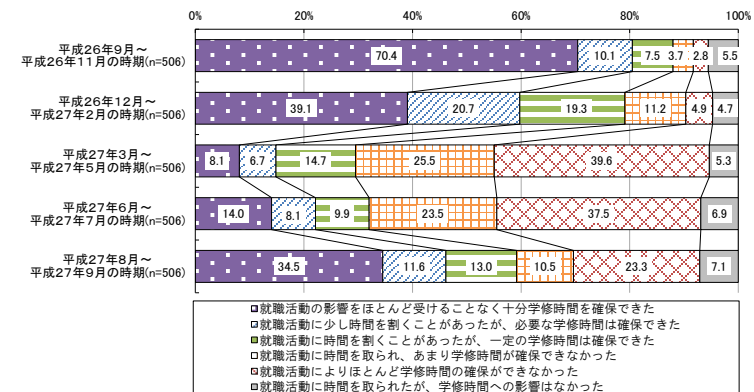 0% 20% 40% 60% 80% 100%
平成26年9月～
平成26年11月の時期(n=506)
70.4 10.1 7.5 3.7 2.8 5.5
平成26年12月～
平成27年2月の時期(n=506)
39.1 20.7 19.3 11.2 4.9 4.7
平成27年3月～
平成27年5月の時期(n=506)
8.1 6.7 14.7 25.5 39.6 5.3
平成27年6月～
平成27年7月の時期(n=506)
14.0 8.1 9.9 23.5 37.5 6.9
平成27年8月～
平成27年9月の時期(n=506)
34.5 11.6 13.0 10.5 23.3 7.1
就職活動の影響をほとんど受けることなく十分学修時間を確保できた
就職活動に少し時間を割くことがあったが、必要な学修時間は確保できた
就職活動に時間を割くことがあったが、一定の学修時間は確保できた
就職活動に時間を取られ、あまり学修時間が確保できなかった
就職活動によりほとんど学修時間の確保ができなかった
就職活動に時間を取られたが、学修時間への影響はなかった